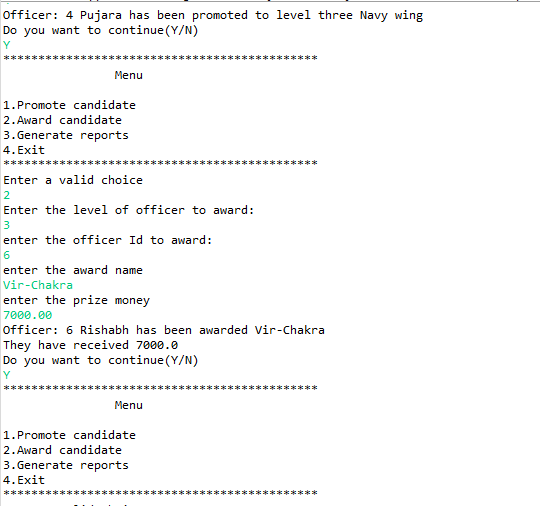 Officer: 4 Pujara has been promoted to level three Navy wing
Do you want to continue(Y/N)
Y
*********************************************
Menu
1.Promote candidate
2.Award candidate
3.Generate reports
4.Exit
*********************************************
Enter a valid choice
2
Enter the level of officer to award:
3
enter the officer Id to award:
6
enter the award name
Vir-Chakra
enter the prize money
7000.00
Officer: 6 Rishabh has been awarded Vir-Chakra
They have received 7000.0
Do you want to continue(Y/N)
Y
*********************************************
Menu
1.Promote candidate
2.Award candidate
3.Generate reports
4.Exit
*********************************************